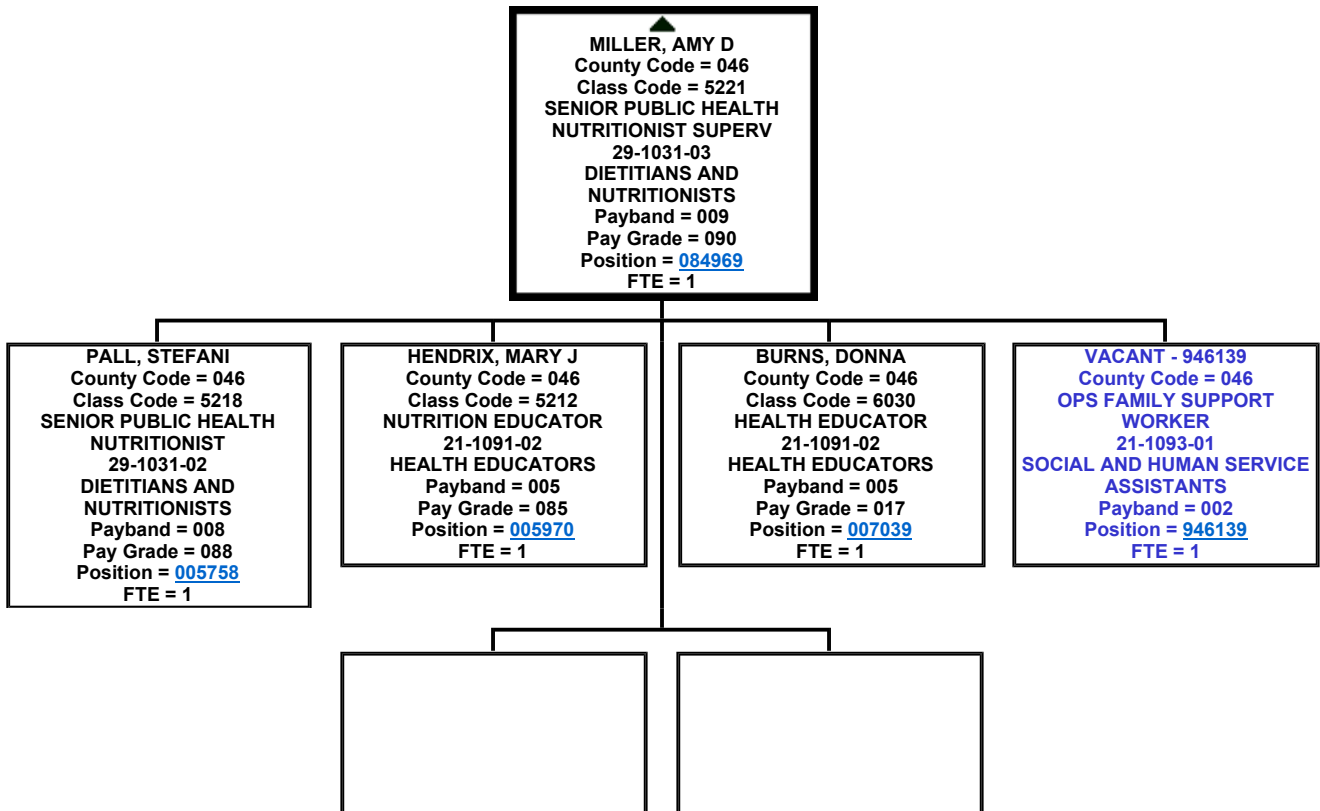 MILLER, AMY D
County Code = 046
Class Code = 5221
SENIOR PUBLIC HEALTH
NUTRITIONIST SUPERV
29-1031-03
DIETITIANS AND
NUTRITIONISTS
Payband = 009
Pay Grade = 090
Position = 084969
FTE = 1
PALL, STEFANI
County Code = 046
Class Code = 5218
SENIOR PUBLIC HEALTH
NUTRITIONIST
29-1031-02
DIETITIANS AND
NUTRITIONISTS
Payband = 008
Pay Grade = 088
Position = 005758
FTE = 1
HENDRIX, MARY J
County Code = 046
Class Code = 5212
NUTRITION EDUCATOR
21-1091-02
HEALTH EDUCATORS
Payband = 005
Pay Grade = 085
Position = 005970
FTE = 1
BURNS, DONNA
County Code = 046
Class Code = 6030
HEALTH EDUCATOR
21-1091-02
HEALTH EDUCATORS
Payband = 005
Pay Grade = 017
Position = 007039
FTE = 1
VACANT - 946139
County Code = 046
OPS FAMILY SUPPORT
WORKER
21-1093-01
SOCIAL AND HUMAN SERVICE
ASSISTANTS
Payband = 002
Position = 946139
FTE = 1